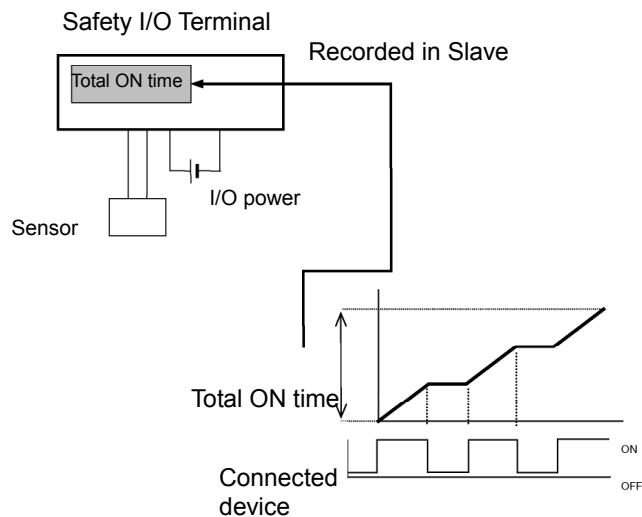 Safety I/O Terminal
Recorded in Slave
Total ON time
I/O power
Sensor
Total ON time
ON
Connected
device
OFF